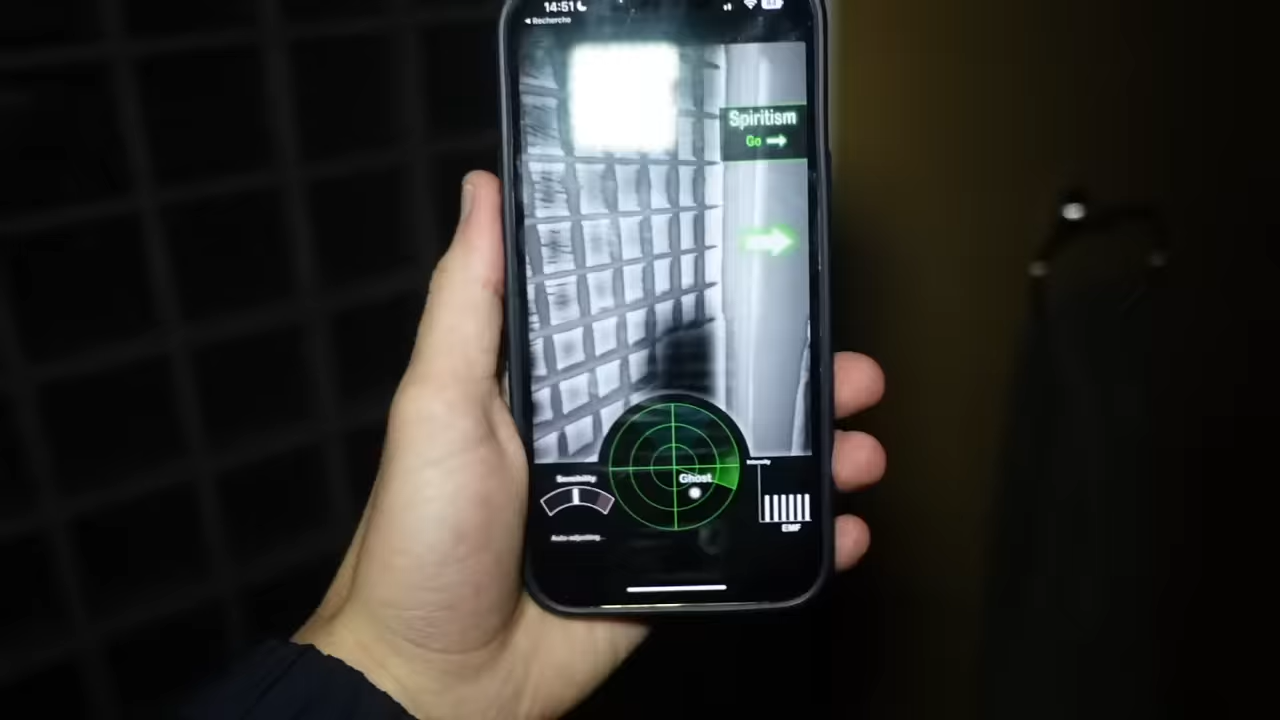 14:51
◀ Recherche
Spiritism
Go →
Sensibility
Ghost
Intensity
EMF
Auto-adjusting...